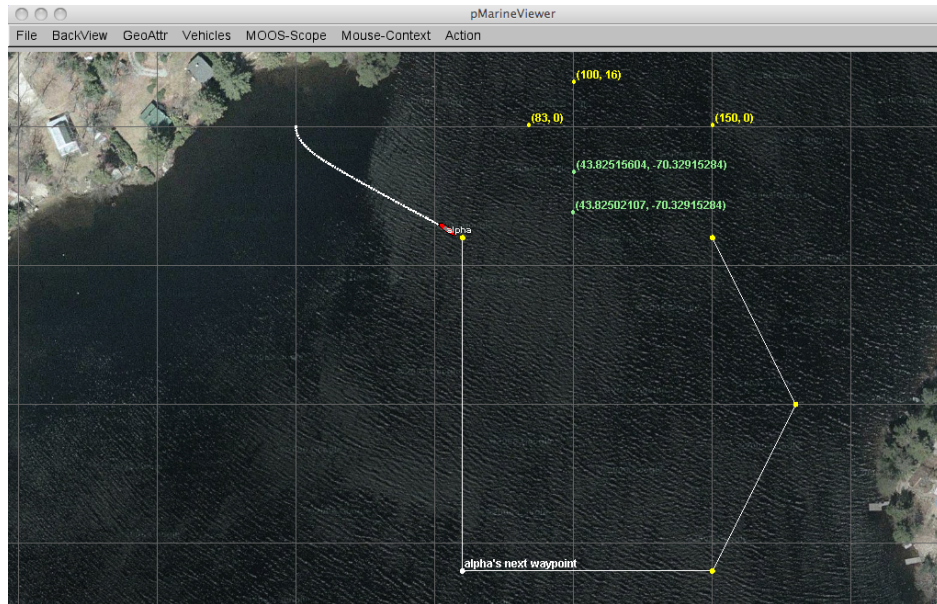 pMarineViewer
File BackView GeoAttr Vehicles MOOS-Scope Mouse-Context Action
(100, 16)
(83, 0)
(150, 0)
(43.82515604, -70.32915284)
(43.82502107, -70.32915284)
alpha
alpha's next waypoint